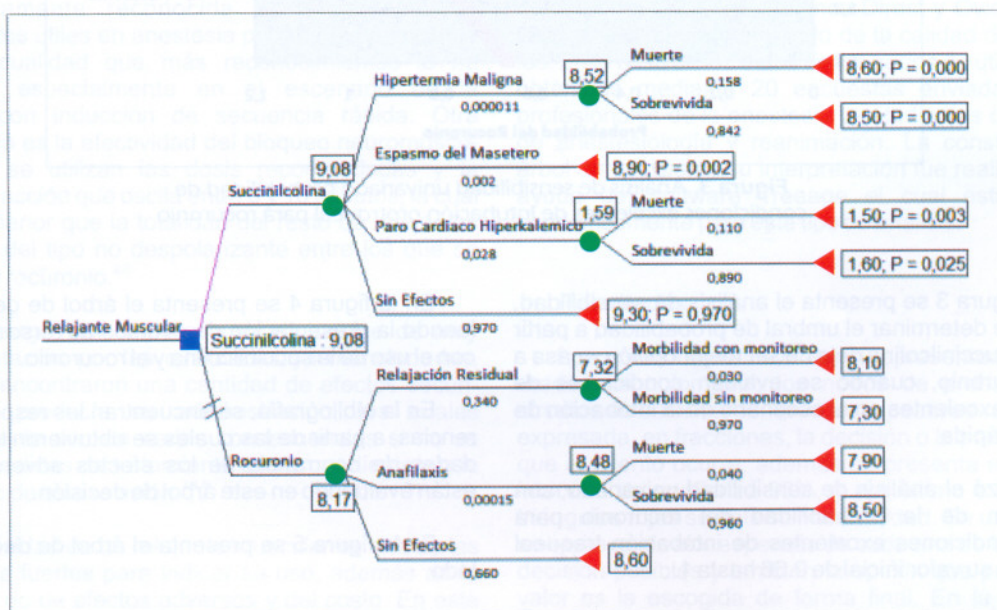 Relajante Muscular
Succinilcolina : 9,08
Succinilcolina
9,08
Hipertermia Maligna
0,000011
8,52
Muerte
0,158
8,60; P = 0,000
Sobrevivida
0,842
8,50; P = 0,000
Espasmo del Masetero
0,002
8,90; P = 0,002
Paro Cardiaco Hiperkalemico
0,028
1,59
Muerte
0,110
1,50; P = 0,003
Sobrevivida
0,890
1,60; P = 0,025
Sin Efectos
0,970
9,30; P = 0,970
Rocuronio
8,17
Relajación Residual
0,340
7,32
Morbilidad con monitoreo
0,030
8,10
Morbilidad sin monitoreo
0,970
7,30
Anafilaxis
0,00015
8,48
Muerte
0,040
7,90
Sobrevivida
0,960
8,50
Sin Efectos
0,660
8,60